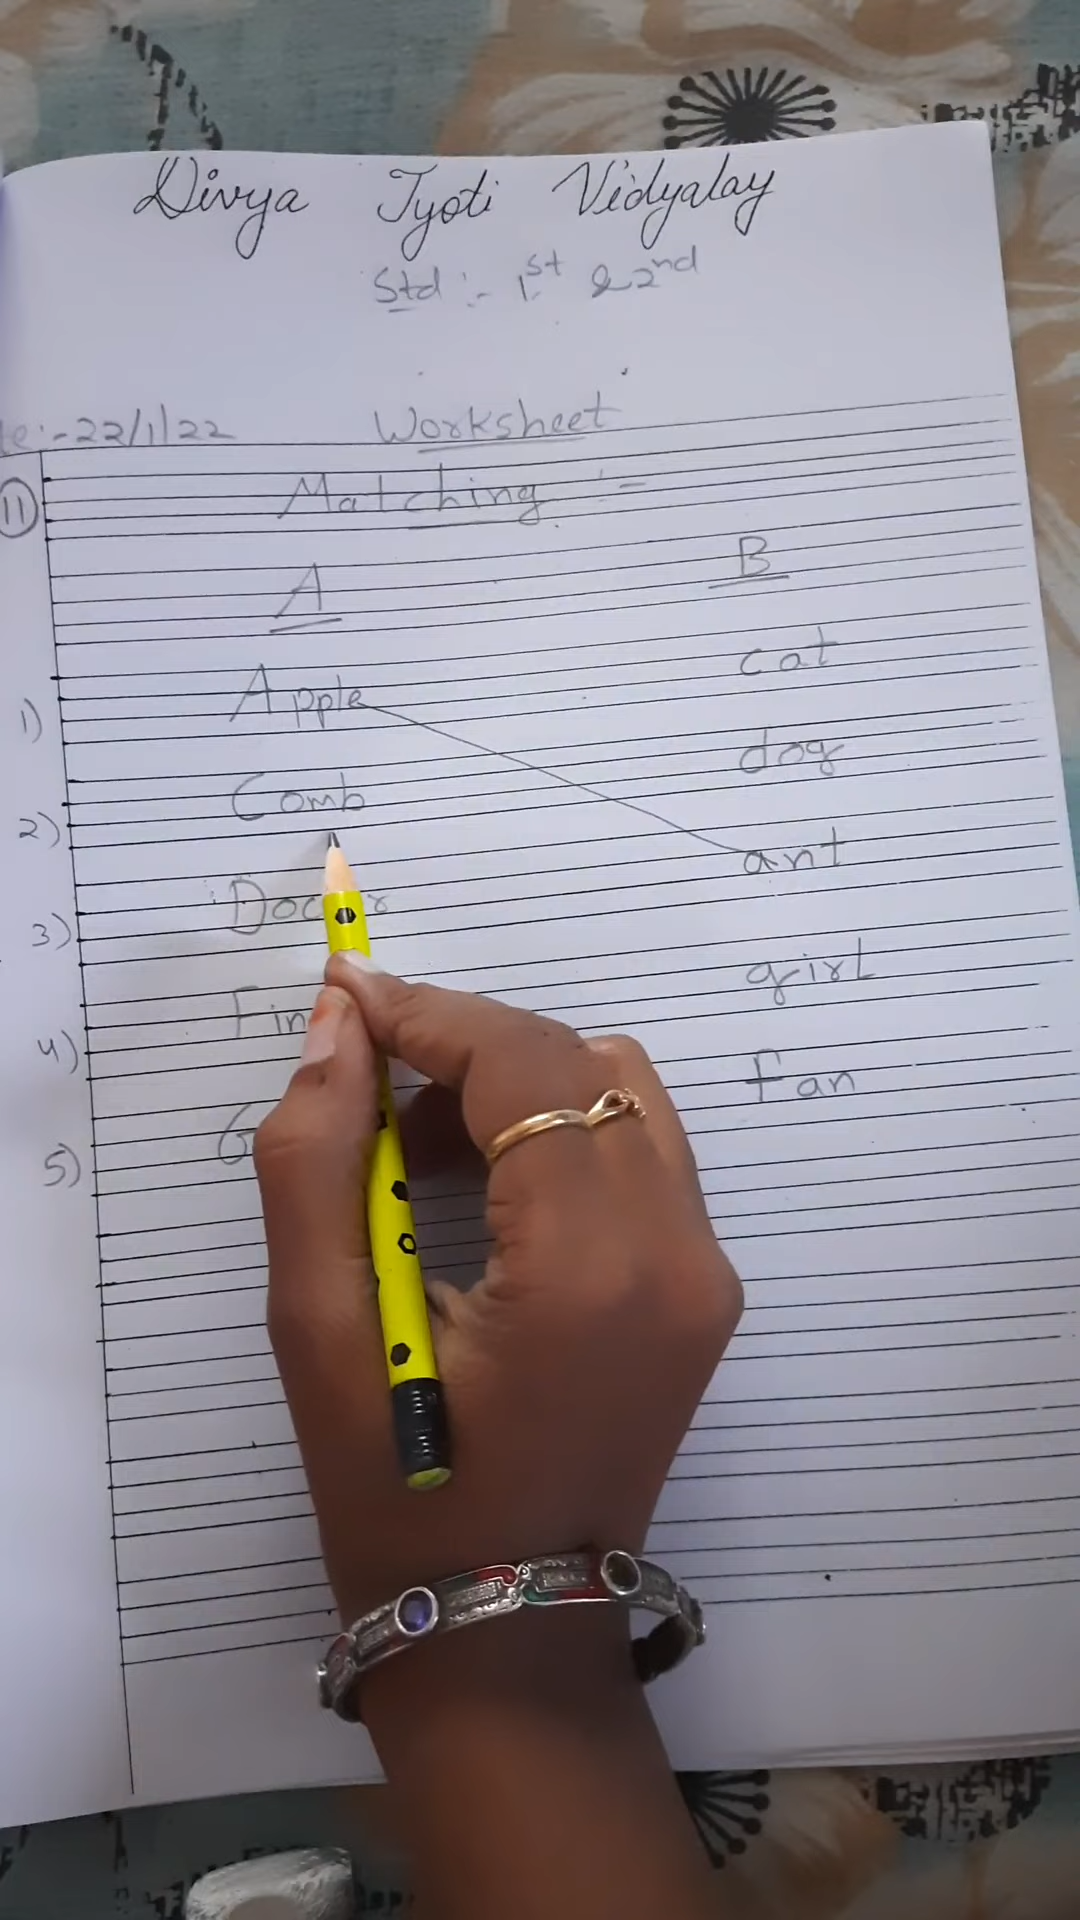 Divya Jyoti Vidyalay
Std :- 1st & 2nd
:-22/1/22 Worksheet
11 Matching :-
A B
1) Apple cat
2) Comb dog
3) ant
4) girl
5) Fan